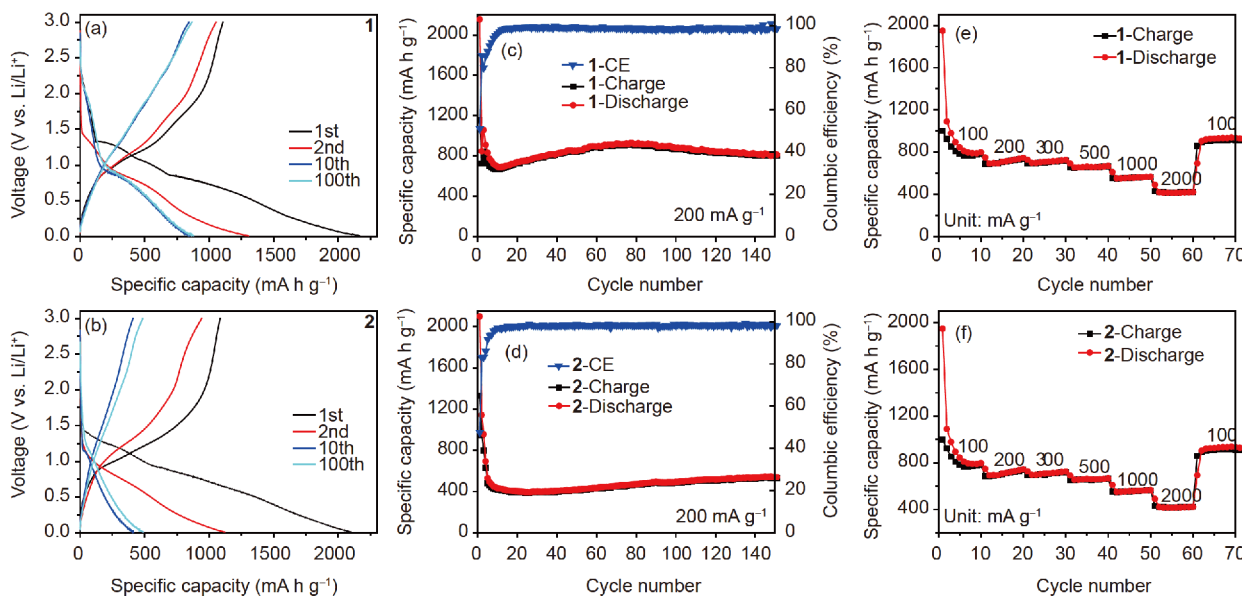 (a)
1
Voltage (V vs. Li/Li⁺)
3.0
2.5
2.0
1.5
1.0
0.5
0.0
1st
2nd
10th
100th
0 500 1000 1500 2000
Specific capacity (mA h g⁻¹)
(c)
Specific capacity (mA h g⁻¹)
2000
1600
1200
800
400
0
1-CE
1-Charge
1-Discharge
200 mA g⁻¹
100
80
60
40
20
0
Columbic efficiency (%)
0 20 40 60 80 100 120 140
Cycle number
(e)
Specific capacity (mA h g⁻¹)
2000
1600
1200
800
400
0
1-Charge
1-Discharge
100
200
300
500
1000
2000
100
Unit: mA g⁻¹
0 10 20 30 40 50 60 70
Cycle number
(b)
2
Voltage (V vs. Li/Li⁺)
3.0
2.5
2.0
1.5
1.0
0.5
0.0
1st
2nd
10th
100th
0 500 1000 1500 2000
Specific capacity (mA h g⁻¹)
(d)
Specific capacity (mA h g⁻¹)
2000
1600
1200
800
400
0
2-CE
2-Charge
2-Discharge
200 mA g⁻¹
100
80
60
40
20
0
Columbic efficiency (%)
0 20 40 60 80 100 120 140
Cycle number
(f)
Specific capacity (mA h g⁻¹)
2000
1600
1200
800
400
2-Charge
2-Discharge
100
200
300
500
1000
2000
100
Unit: mA g⁻¹
0 10 20 30 40 50 60 70
Cycle number